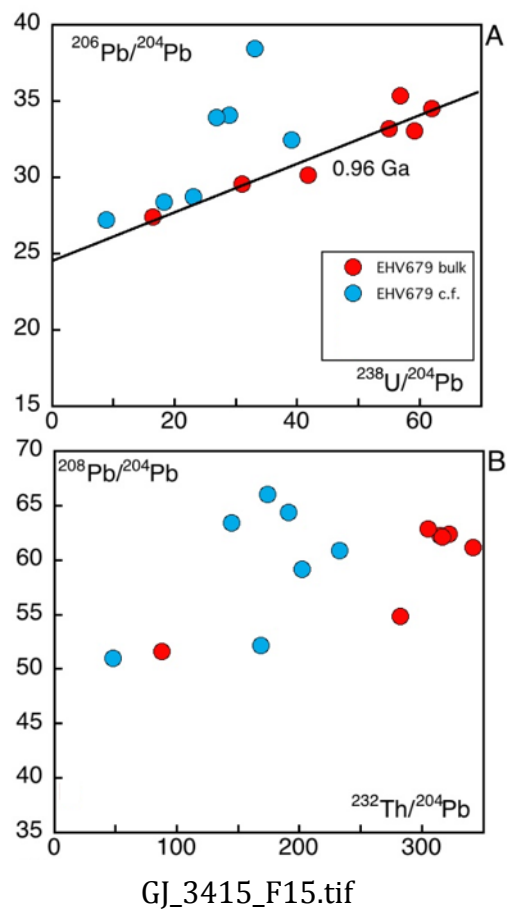 40
A
²⁰⁶Pb/²⁰⁴Pb
35
30
0.96 Ga
25
EHV679 bulk
EHV679 c.f.
20
²³⁸U/²⁰⁴Pb
15
0 20 40 60
70
B
²⁰⁸Pb/²⁰⁴Pb
65
60
55
50
45
40
²³²Th/²⁰⁴Pb
35
0 100 200 300
GJ_3415_F15.tif